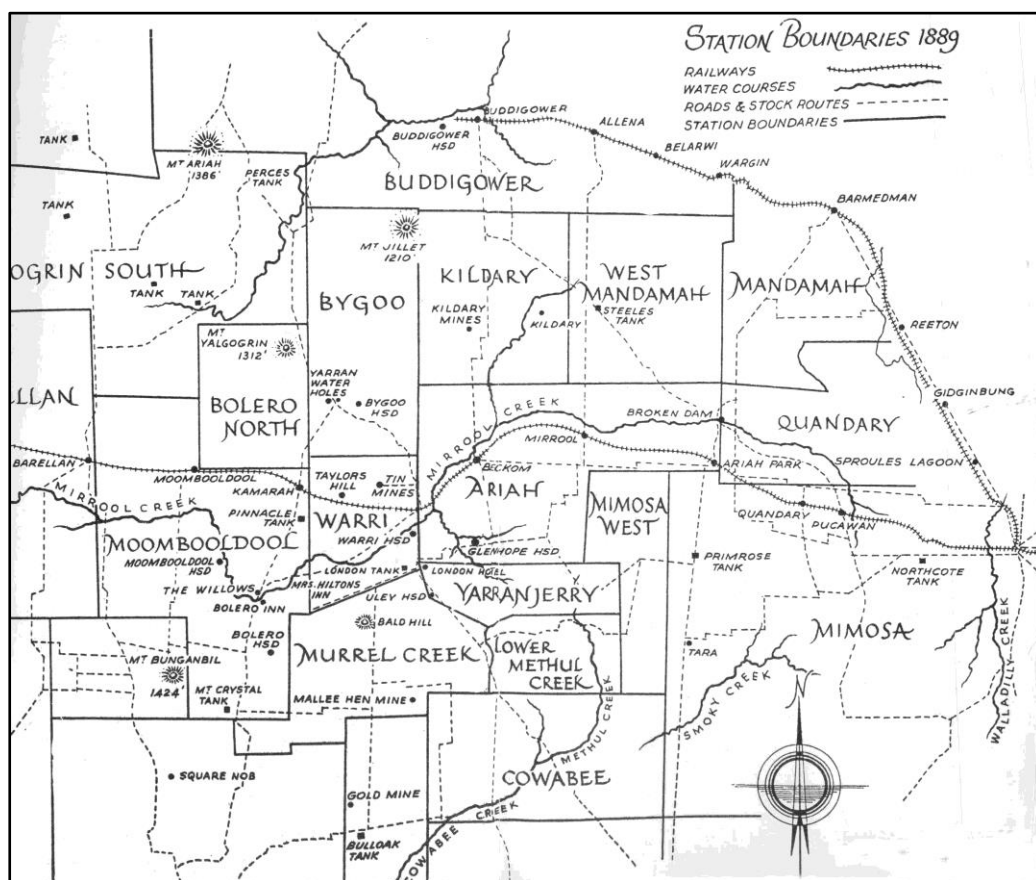 STATION BOUNDARIES 1889
RAILWAYS
WATER COURSES
ROADS & STOCK ROUTES
STATION BOUNDARIES
BUDDIGOWER
BUDDIGOWER
HSD
ALLENA
BELARWI
WARGIN
BARMEDMAN
TANK
MT ARIAH
1386'
PERCES
TANK
BUDDIGOWER
TANK
MT JILLET
1210'
OGRIN SOUTH
TANK
TANK
BYGOO
KILDARY
WEST
MANDAMAH
STEELES
TANK
MANDAMAH
KILDARY
MINES
KILDARY
REETON
MT
YALGOGRIN
1312'
YARRAN
WATER
HOLES
BYGOO
HSD
LLAN
BOLERO
NORTH
GIDGINBUNG
BROKEN DAM
QUANDARY
MIRROOL CREEK
MIRROOL
BARELLAN
MOOMBOOLDOOL
KAMARAH
TAYLORS
HILL
TIN
MINES
BECKOM
ARIAH
ARIAH PARK
SPROULES LAGOON
MIRROOL CREEK
PINNACLE
TANK
WARRI
WARRI HSD
MIMOSA
WEST
QUANDARY
PUCAWAN
MOOMBOOLDOOL
MOOMBOOLDOOL
HSD
GLENHOPE HSD
PRIMROSE
TANK
NORTHCOTE
TANK
THE WILLOWS
BOLERO INN
MRS. HILTONS
INN
LONDON TANK
ULEY HSD
YARRANJERRY
BOLERO
HSD
BALD HILL
MURREL CREEK
LOWER
METHUL
CREEK
TARA
MIMOSA
MT BUNGANBIL
1424'
MT CRYSTAL
TANK
MALLEE HEN MINE
METHUL CREEK
SMOKY CREEK
WALLADILLY CREEK
N
SQUARE NOB
COWABEE
GOLD MINE
BULLOAK
TANK
COWABEE CREEK